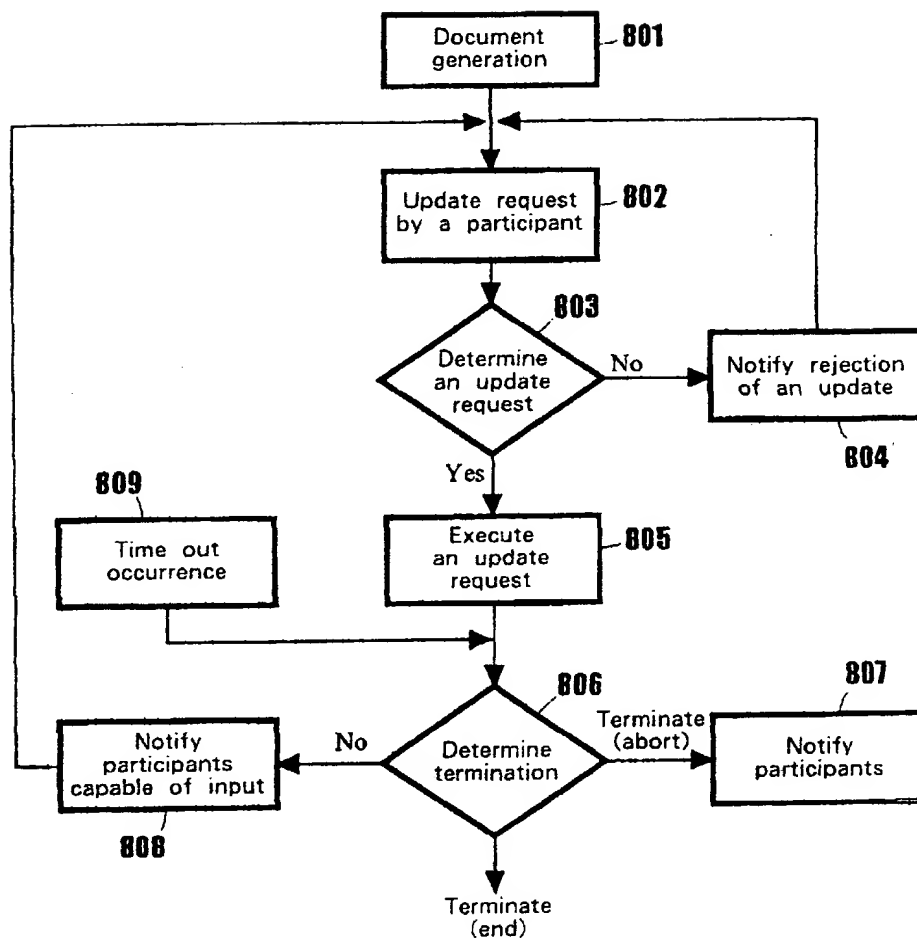 Document
generation
801
Update request
by a participant
802
803
Determine
an update
request
No
Notify rejection
of an update
804
Yes
809
Time out
occurrence
Execute
an update
request
805
806
Determine
termination
Terminate
(abort)
807
Notify
participants
No
Notify
participants
capable of input
808
Terminate
(end)